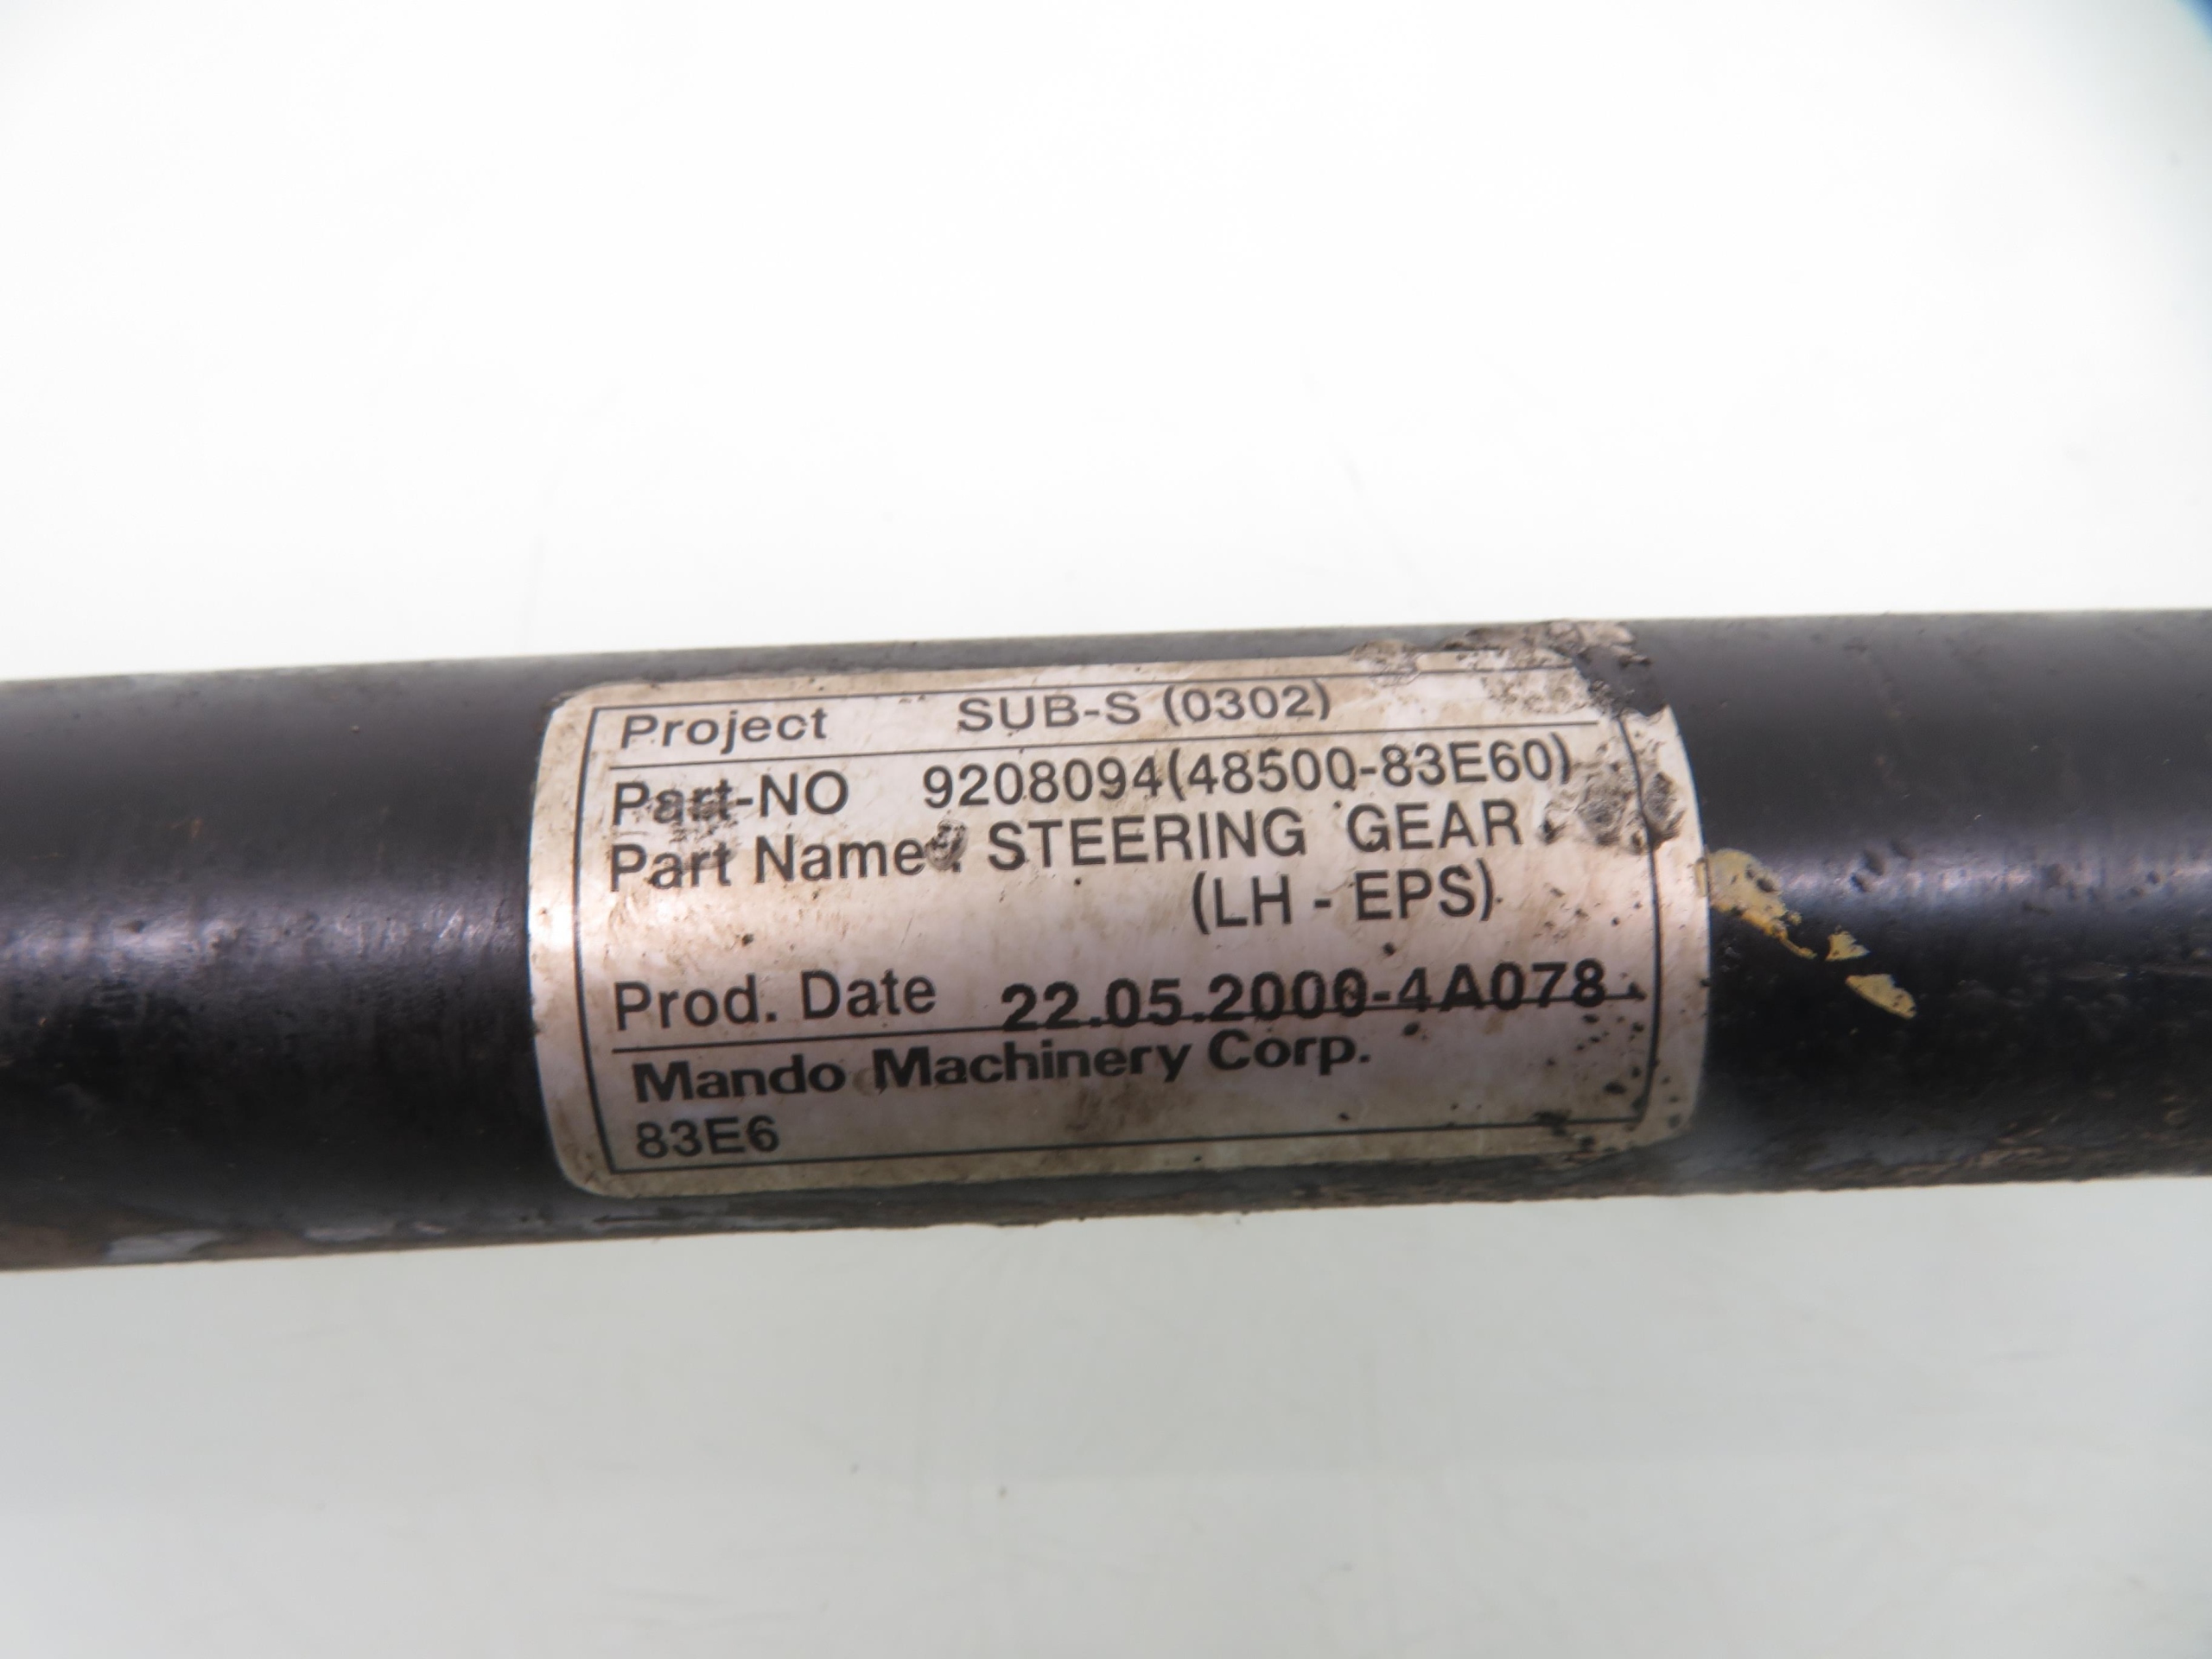 Project SUB-S (0302)
Part-NO 9208094(48500-83E60)
Part Name : STEERING GEAR
(LH - EPS)
Prod. Date 22.05.2000-4A078
Mando Machinery Corp.
83E6